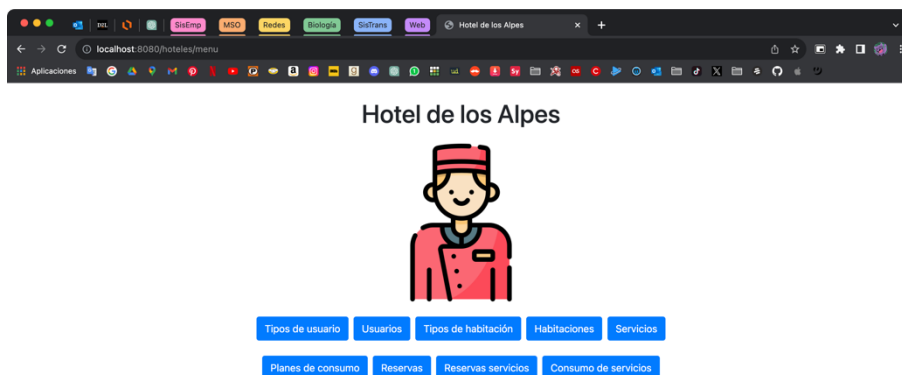 D2L SisEmp MSO Redes Biología SisTrans Web Hotel de los Alpes
localhost:8080/hoteles/menu
Aplicaciones
Hotel de los Alpes
Tipos de usuario Usuarios Tipos de habitación Habitaciones Servicios
Planes de consumo Reservas Reservas servicios Consumo de servicios